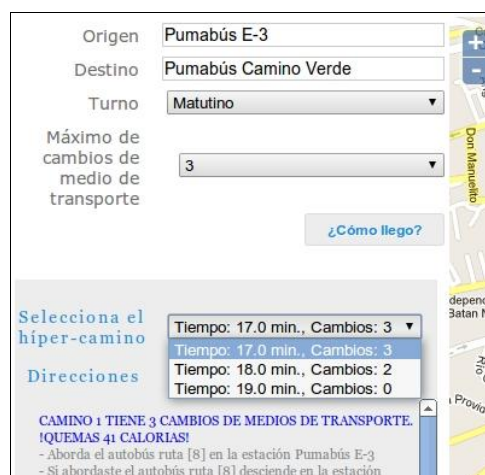 Origen Pumabús E-3
Destino Pumabús Camino Verde
Turno Matutino
Máximo de
cambios de
medio de
transporte
3
¿Cómo llego?
Selecciona el
híper-camino
Tiempo: 17.0 min., Cambios: 3
Tiempo: 17.0 min., Cambios: 3
Tiempo: 18.0 min., Cambios: 2
Tiempo: 19.0 min., Cambios: 0
Direcciones
CAMINO 1 TIENE 3 CAMBIOS DE MEDIOS DE TRANSPORTE.
!QUEMAS 41 CALORIAS!
- Aborda el autobús ruta [8] en la estación Pumabús E-3
- Si abordaste el autobús ruta [8] desciende en la estación
+
-
Don Manuelito
depend
Batan